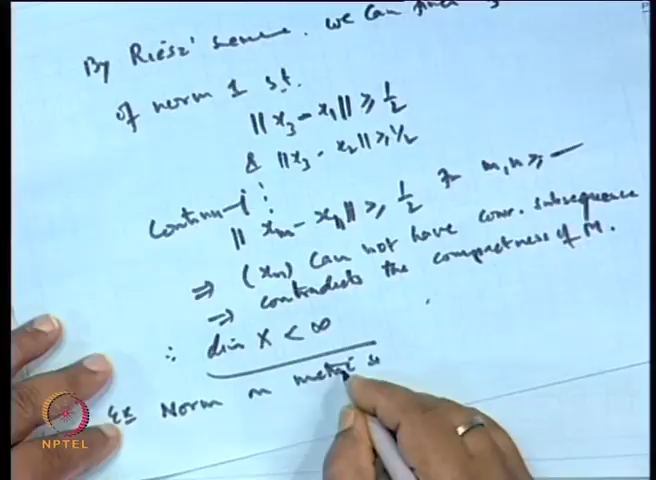 By Riesz' lemma. we can find
of norm 1 s.t.
|| x3 - x1 || ≥ 1/2
& || x3 - x2 || ≥ 1/2
Continuing
|| xm - xn || ≥ 1/2 for m, n ≥ —
⇒ (xn) can not have conv. subsequence
⇒ contradicts the compactness of M.
∴ dim X < ∞
Ex Norm on metric s
NPTEL